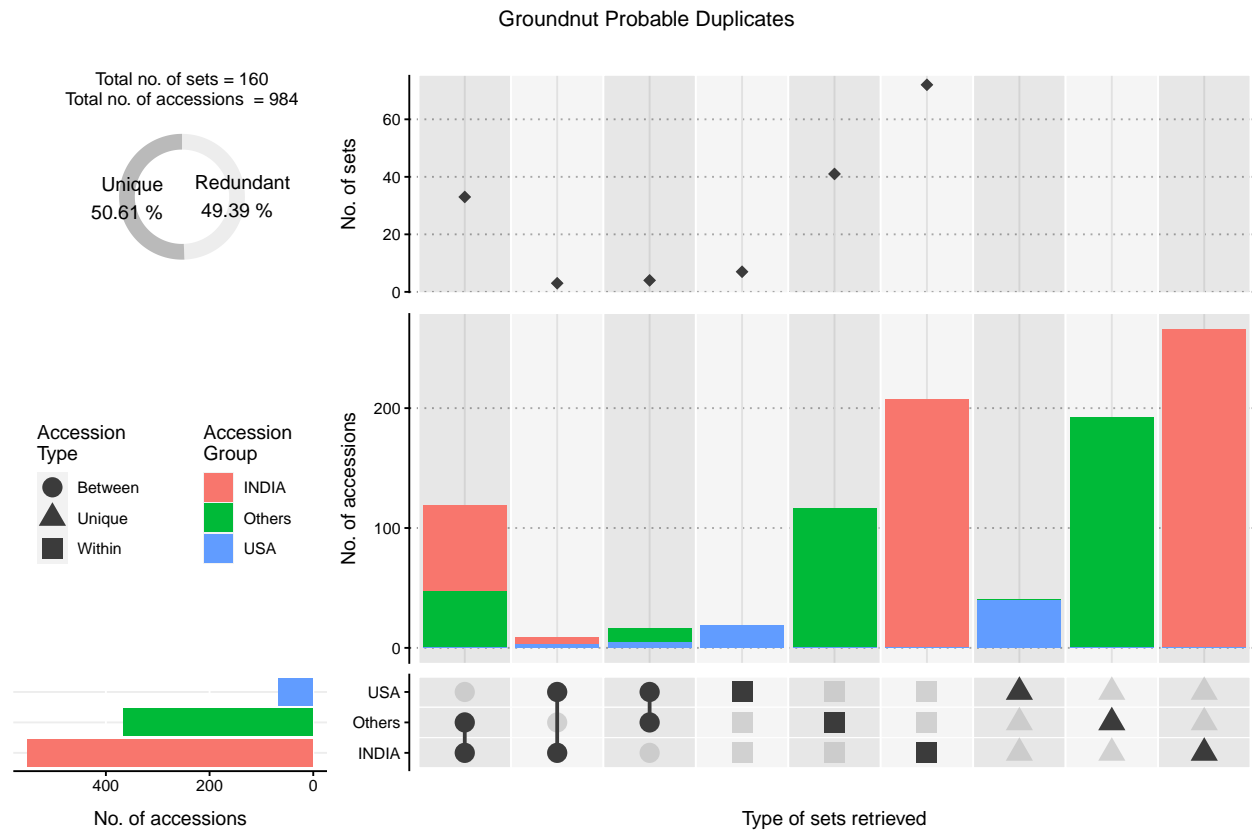 Groundnut Probable Duplicates
Total no. of sets = 160
Total no. of accessions  = 984
Unique
50.61 %
Redundant
49.39 %
No. of sets
60
40
20
0
No. of accessions
200
100
0
Accession
Type
Between
Unique
Within
Accession
Group
INDIA
Others
USA
USA
Others
INDIA
400
200
0
No. of accessions
Type of sets retrieved